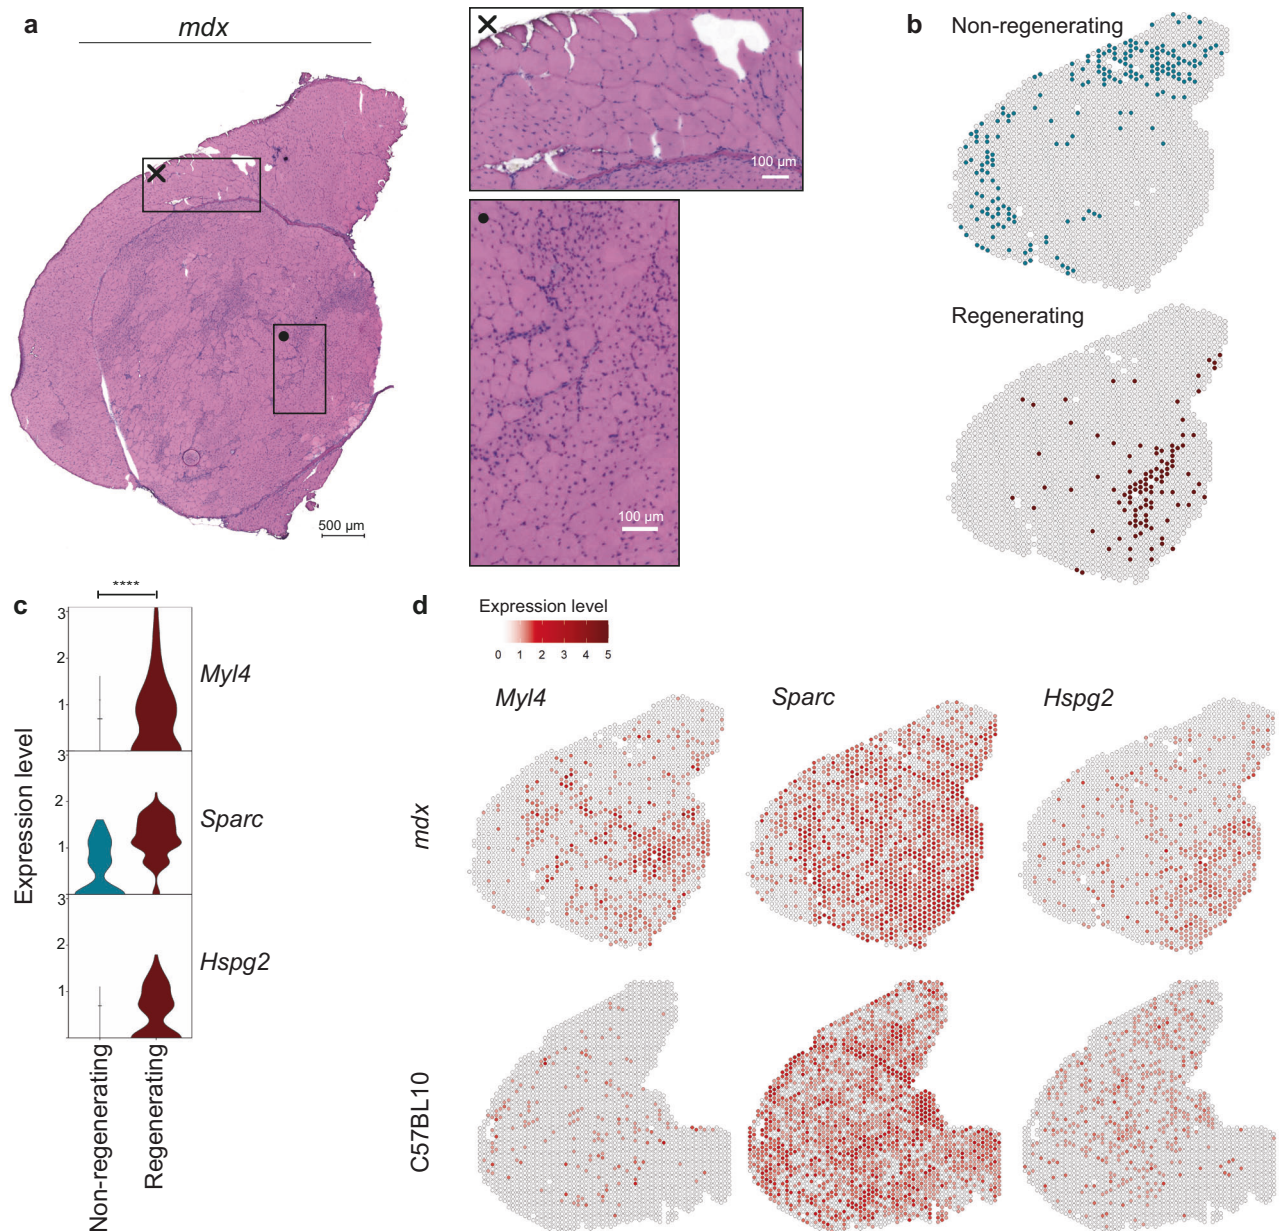 a
mdx
500 µm
100 µm
100 µm
b
Non-regenerating
Regenerating
c
****
Expression level
3
2
1
Myl4
3
2
1
Sparc
3
2
1
Hspg2
Non-regenerating
Regenerating
d
Expression level
0 1 2 3 4 5
Myl4 Sparc Hspg2
mdx
C57BL10